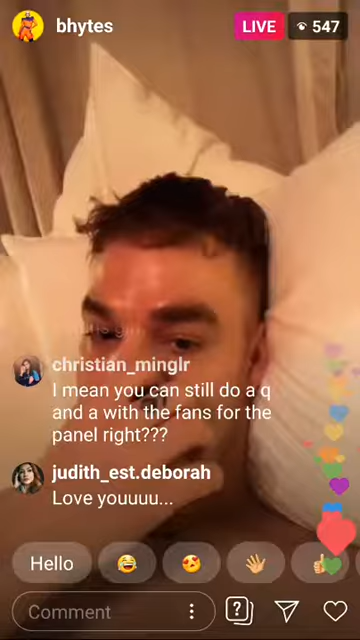 bhytes
LIVE
547
christian_minglr
I mean you can still do a q
and a with the fans for the
panel right???
judith_est.deborah
Love youuuu...
Hello
Comment
?